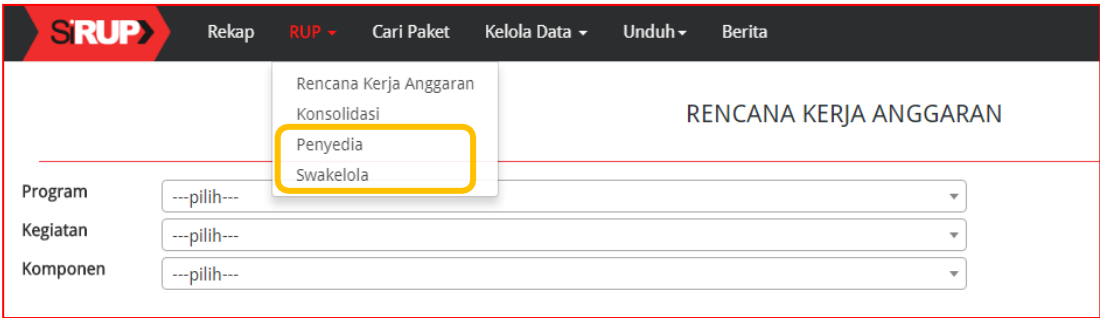 SiRUP Rekap RUP Cari Paket Kelola Data Unduh Berita
Rencana Kerja Anggaran
Konsolidasi
Penyedia
Swakelola
RENCANA KERJA ANGGARAN
Program ---pilih---
Kegiatan ---pilih---
Komponen ---pilih---